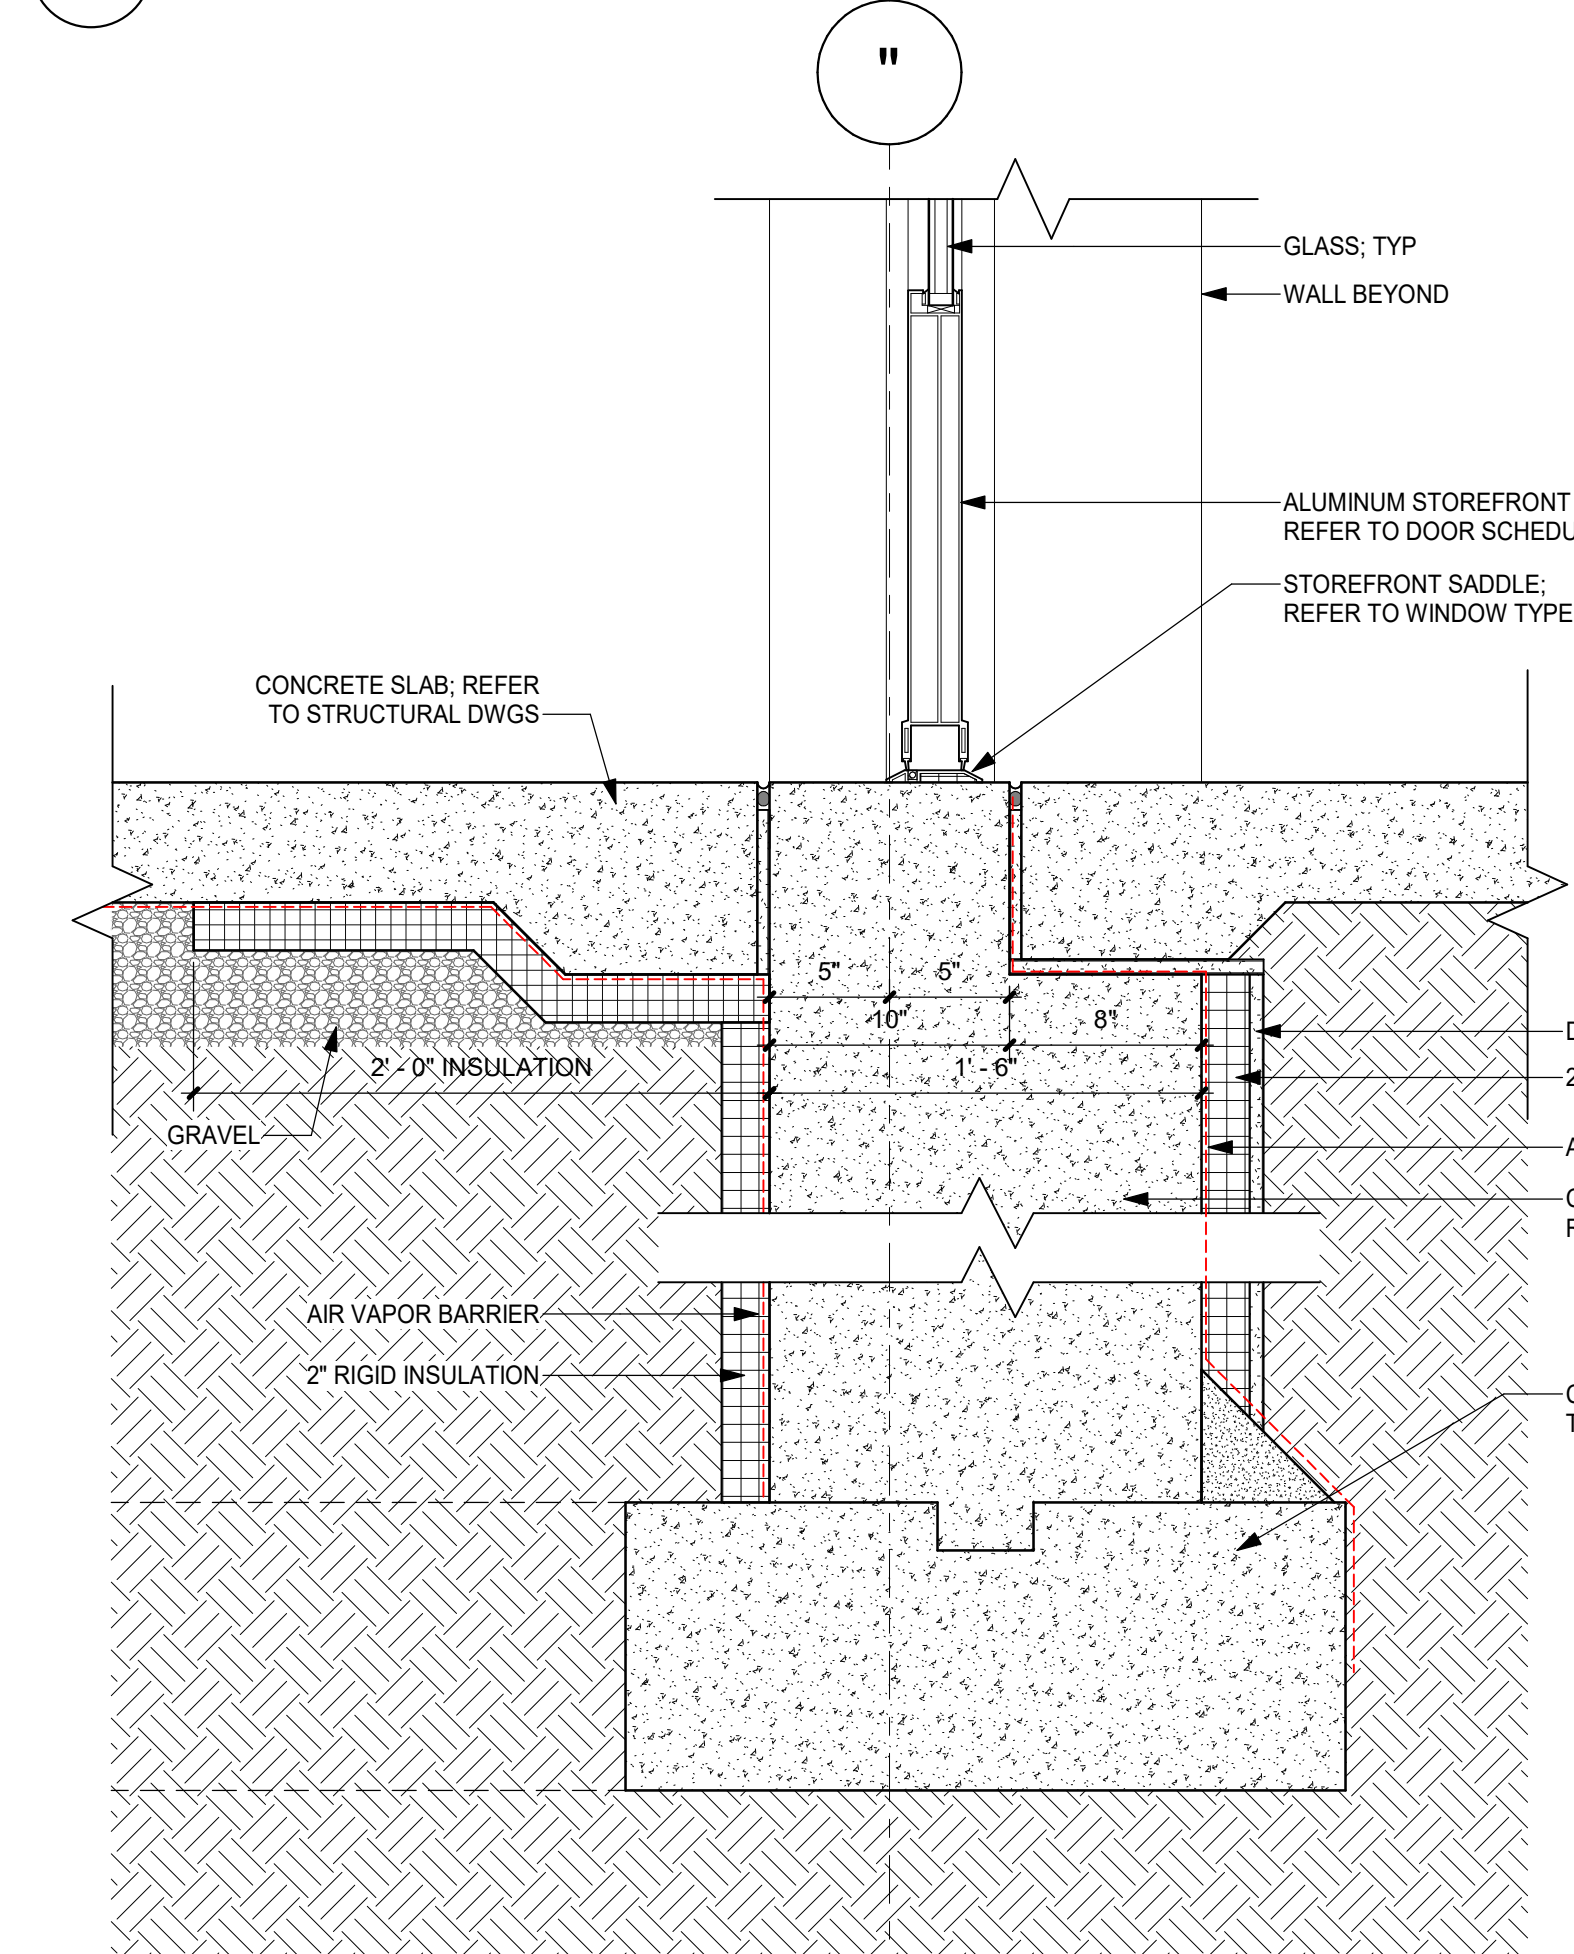 "
GLASS; TYP
WALL BEYOND
ALUMINUM STOREFRONT
REFER TO DOOR SCHEDU
STOREFRONT SADDLE;
REFER TO WINDOW TYPE
CONCRETE SLAB; REFER
TO STRUCTURAL DWGS
5" 5"
10" 8"
2' - 0" INSULATION 1' - 6"
GRAVEL
D
2
A
AIR VAPOR BARRIER
2" RIGID INSULATION
T